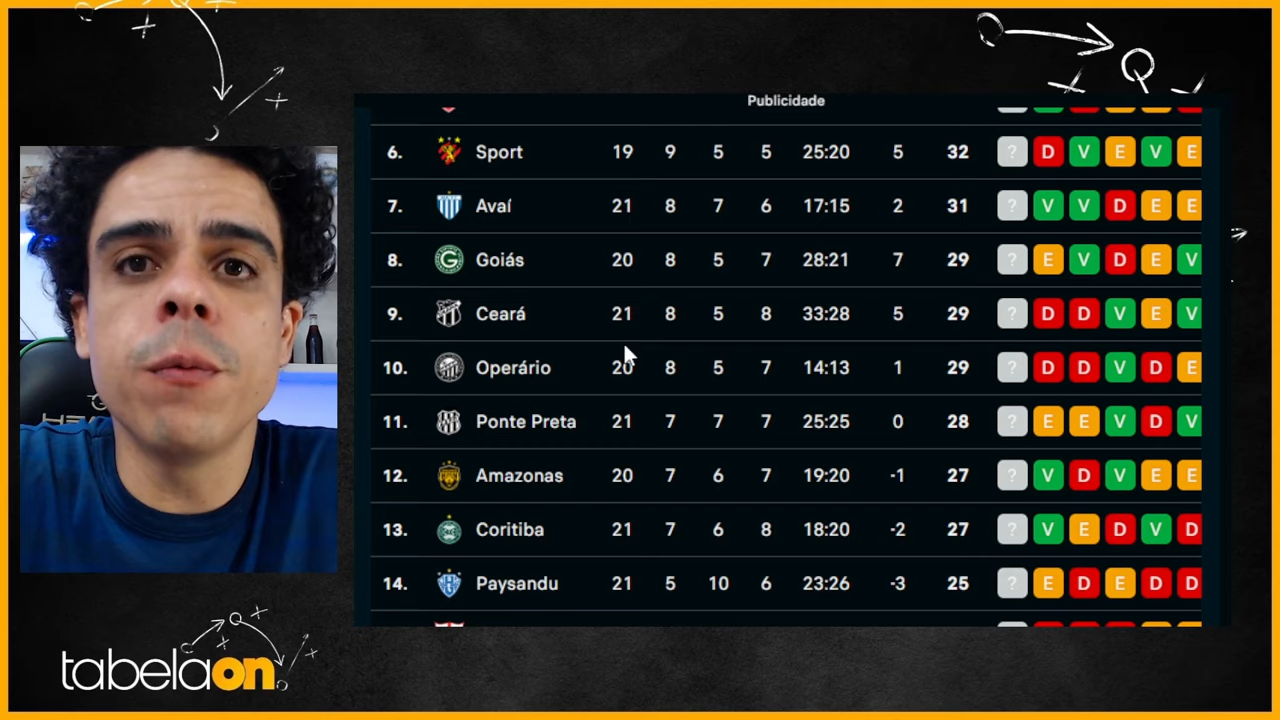 Publicidade
6. Sport 19 9 5 5 25:20 5 32 ? D V E V E
7. Avaí 21 8 7 6 17:15 2 31 ? V V D E E
8. Goiás 20 8 5 7 28:21 7 29 ? E V D E V
9. Ceará 21 8 5 8 33:28 5 29 ? D D V E V
10. Operário 20 8 5 7 14:13 1 29 ? D D V D E
11. Ponte Preta 21 7 7 7 25:25 0 28 ? E E V D V
12. Amazonas 20 7 6 7 19:20 -1 27 ? V D V E E
13. Coritiba 21 7 6 8 18:20 -2 27 ? V E D V D
14. Paysandu 21 5 10 6 23:26 -3 25 ? E D E D D
tabelaon